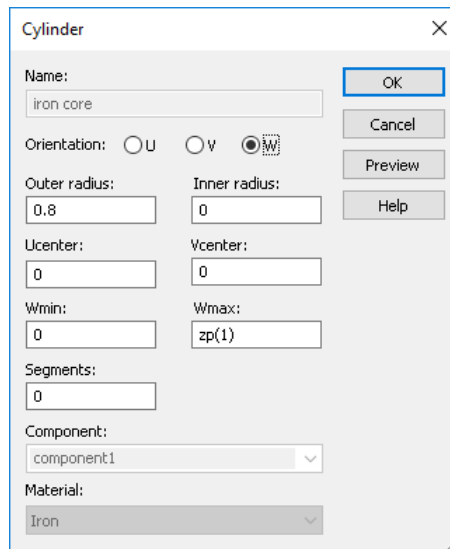 Cylinder
Name:
OK
iron core
Cancel
Orientation: U V W
Preview
Outer radius: Inner radius:
0.8 0
Help
Ucenter: Vcenter:
0 0
Wmin: Wmax:
0 zp(1)
Segments:
0
Component:
component1
Material:
Iron